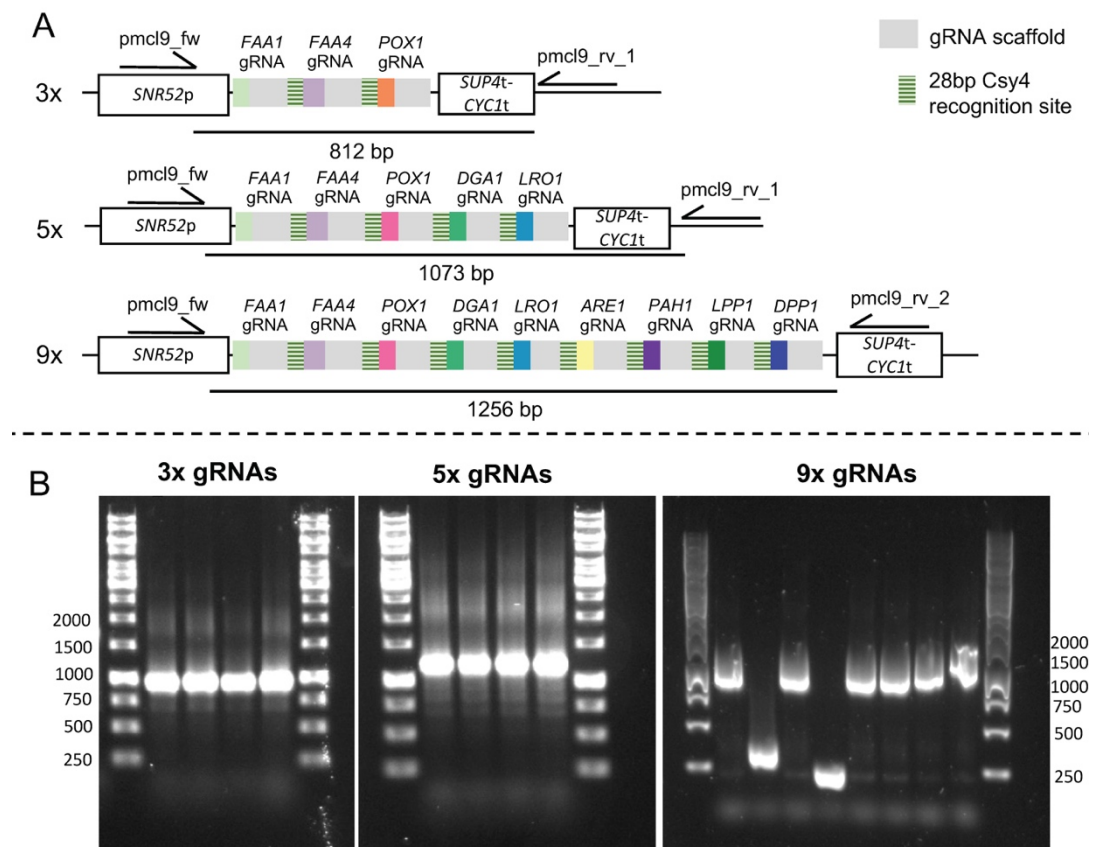 A
pmcl9_fw
FAA1
gRNA
FAA4
gRNA
POX1
gRNA
pmcl9_rv_1
gRNA scaffold
3x
SNR52p
SUP4t-
CYC1t
28bp Csy4
recognition site
812 bp
pmcl9_fw
FAA1
gRNA
FAA4
gRNA
POX1
gRNA
DGA1
gRNA
LRO1
gRNA
pmcl9_rv_1
5x
SNR52p
SUP4t-
CYC1t
1073 bp
pmcl9_fw
FAA1
gRNA
FAA4
gRNA
POX1
gRNA
DGA1
gRNA
LRO1
gRNA
ARE1
gRNA
PAH1
gRNA
LPP1
gRNA
DPP1
gRNA
pmcl9_rv_2
9x
SNR52p
SUP4t-
CYC1t
1256 bp
B
3x gRNAs
5x gRNAs
9x gRNAs
2000
1500
1000
750
500
250
2000
1500
1000
750
500
250